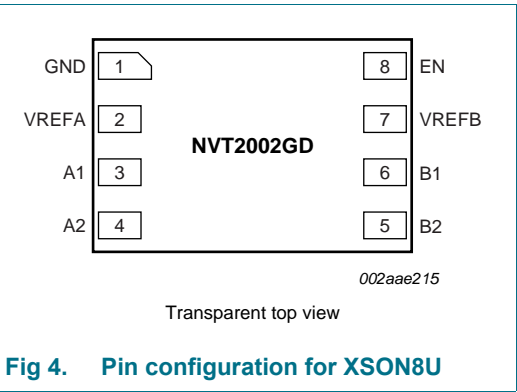 GND 1 8 EN
VREFA 2 7 VREFB
NVT2002GD
A1 3 6 B1
A2 4 5 B2
002aae215
Transparent top view
Fig 4. Pin configuration for XSON8U